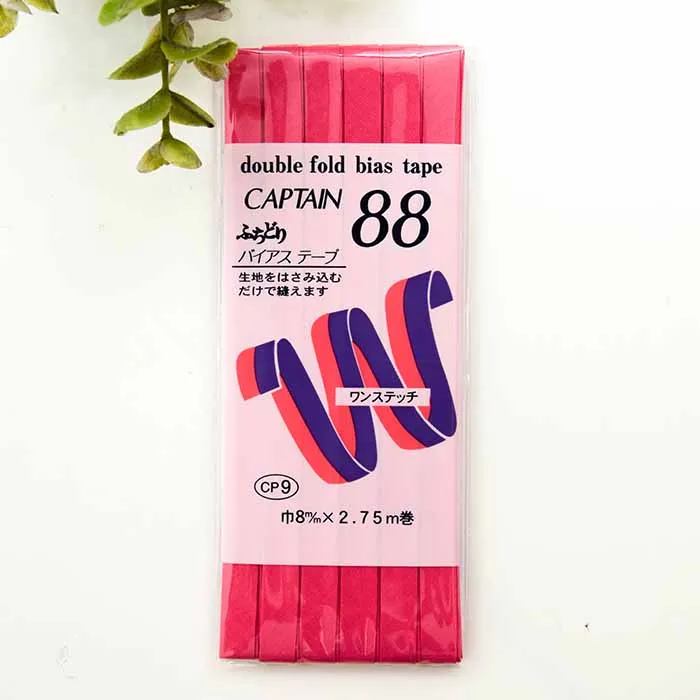 double fold bias tape
CAPTAIN 88
ふちどり
バイアス テープ
生地をはさみ込む
だけで縫えます
ワンステッチ
CP9
巾8m/m×2.75m巻